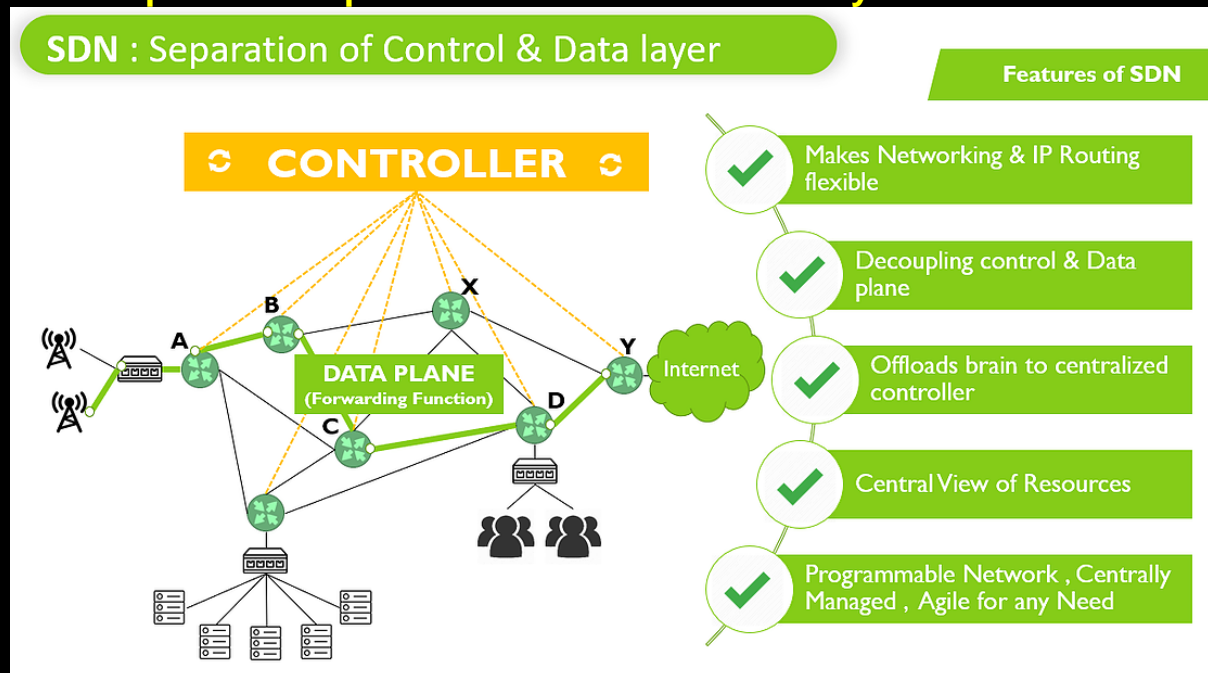 SDN : Separation of Control & Data layer
Features of SDN
CONTROLLER
Makes Networking & IP Routing
flexible
Decoupling control & Data
plane
Offloads brain to centralized
controller
Central View of Resources
Programmable Network , Centrally
Managed , Agile for any Need
A
B
X
Y
Internet
DATA PLANE
(Forwarding Function)
C
D